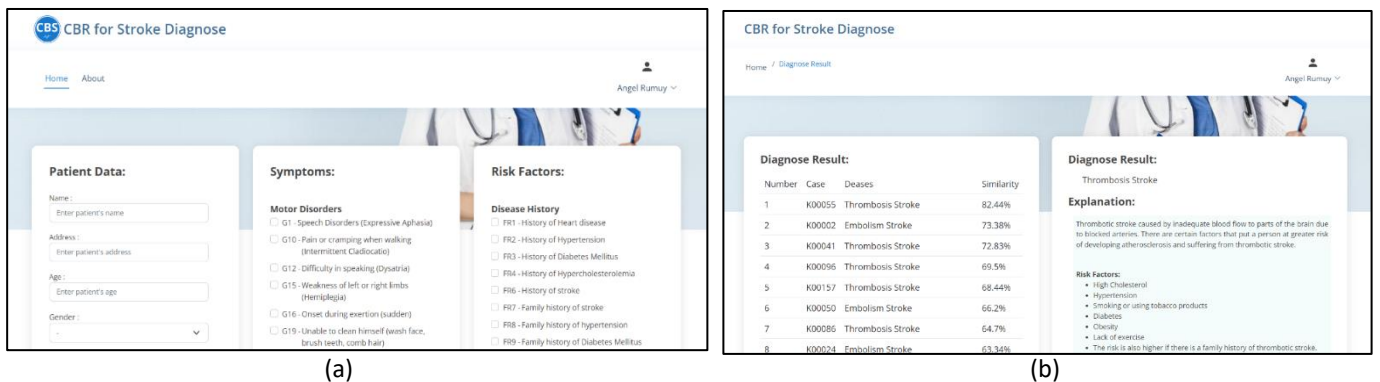 CBS CBR for Stroke Diagnose
Home About
Angel Rumuy
Patient Data:
Name :
Enter patient's name
Address :
Enter patient's address
Age :
Enter patient's age
Gender :
-
Symptoms:
Motor Disorders
G1 - Speech Disorders (Expressive Aphasia)
G10 - Pain or cramping when walking
(Intermittent Cladiocatio)
G12 - Difficulty in speaking (Dysatria)
G15 - Weakness of left or right limbs
(Hemiplegia)
G16 - Onset during exertion (sudden)
G19 - Unable to clean himself (wash face,
brush teeth, comb hair)
Risk Factors:
Disease History
FR1 - History of Heart disease
FR2 - History of Hypertension
FR3 - History of Diabetes Mellitus
FR4 - History of Hypercholesterolemia
FR6 - History of stroke
FR7 - Family history of stroke
FR8 - Family history of hypertension
FR9 - Family history of Diabetes Mellitus
(a)
CBR for Stroke Diagnose
Home / Diagnose Result
Angel Rumuy
Diagnose Result:
Number Case Deases Similarity
1 K00055 Thrombosis Stroke 82.44%
2 K00002 Embolism Stroke 73.38%
3 K00041 Thrombosis Stroke 72.83%
4 K00096 Thrombosis Stroke 69.5%
5 K00157 Thrombosis Stroke 68.44%
6 K00050 Embolism Stroke 66.2%
7 K00086 Thrombosis Stroke 64.7%
8 K00024 Embolism Stroke 63.34%
Diagnose Result:
Thrombosis Stroke
Explanation:
Thrombotic stroke caused by inadequate blood flow to parts of the brain due
to blocked arteries. There are certain factors that put a person at greater risk
of developing atherosclerosis and suffering from thrombotic stroke.
Risk Factors:
• High Cholesterol
• Hypertension
• Smoking or using tobacco products
• Diabetes
• Obesity
• Lack of exercise
• The risk is also higher if there is a family history of thrombotic stroke.
(b)